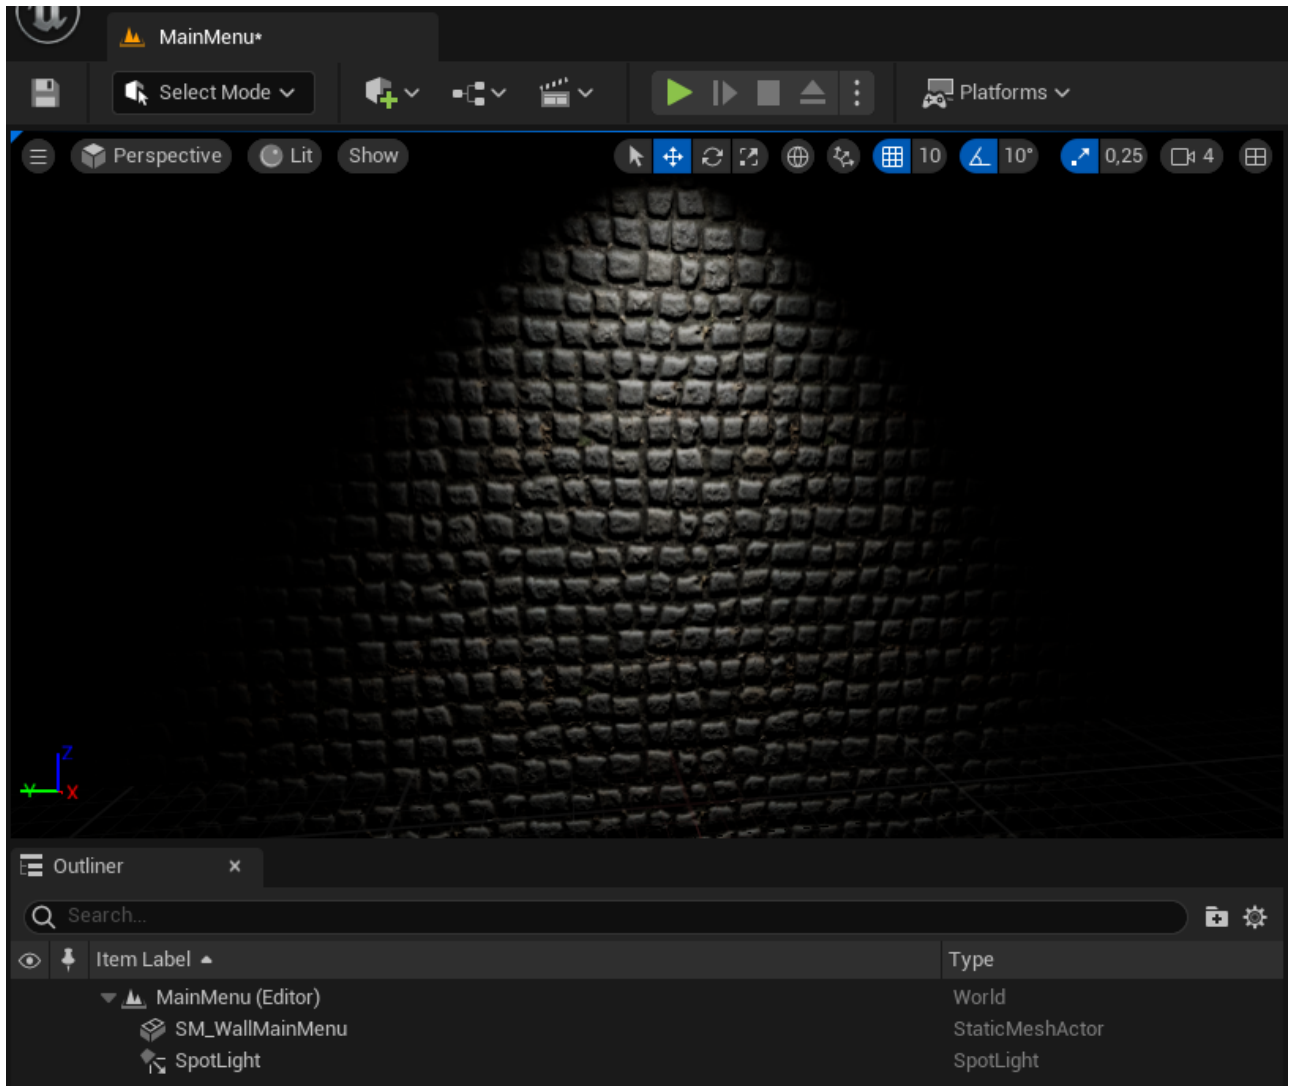 MainMenu*
Select Mode
Platforms
Perspective Lit Show 10 10° 0,25 4
Z
Y X
Outliner
Search...
Item Label Type
MainMenu (Editor) World
SM_WallMainMenu StaticMeshActor
SpotLight SpotLight